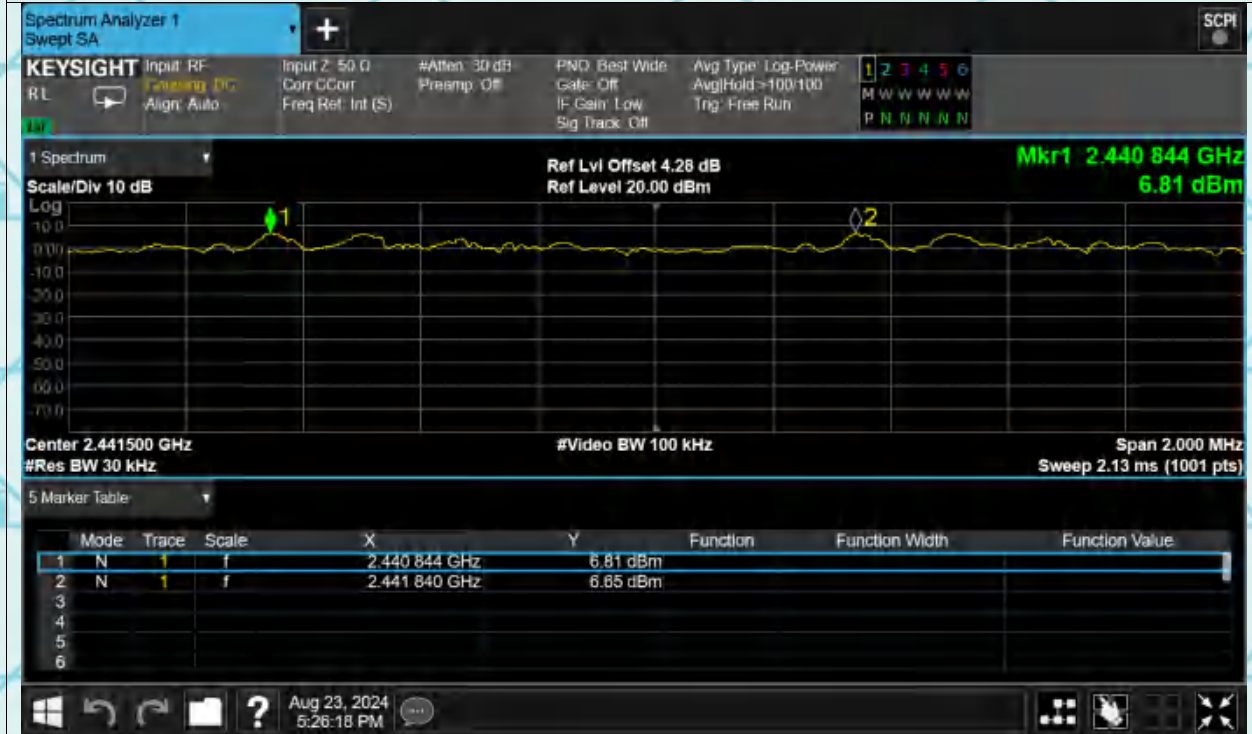 Spectrum Analyzer 1
Swept SA
+
SCPI
KEYSIGHT Input: RF Input Z: 50 Ω #Atten: 30 dB PNO: Best Wide Avg Type: Log-Power 1 2 3 4 5 6
RL Coupling: DC Corr CCorr Preamp: Off Gate: Off Avg|Hold:>100/100 M W W W W W
Align: Auto Freq Ref: Int (S) IF Gain: Low Trig: Free Run
Sig Track: Off P N N N N N
1 Spectrum
Ref Lvl Offset 4.28 dB Mkr1 2.440 844 GHz
Scale/Div 10 dB Ref Level 20.00 dBm 6.81 dBm
Log
1 2
10.0
0.00
-10.0
-20.0
-30.0
-40.0
-50.0
-60.0
-70.0
Center 2.441500 GHz #Video BW 100 kHz Span 2.000 MHz
#Res BW 30 kHz Sweep 2.13 ms (1001 pts)
5 Marker Table
Mode Trace Scale X Y Function Function Width Function Value
1 N 1 f 2.440 844 GHz 6.81 dBm
2 N 1 f 2.441 840 GHz 6.65 dBm
3
4
5
6
? Aug 23, 2024
5:26:18 PM